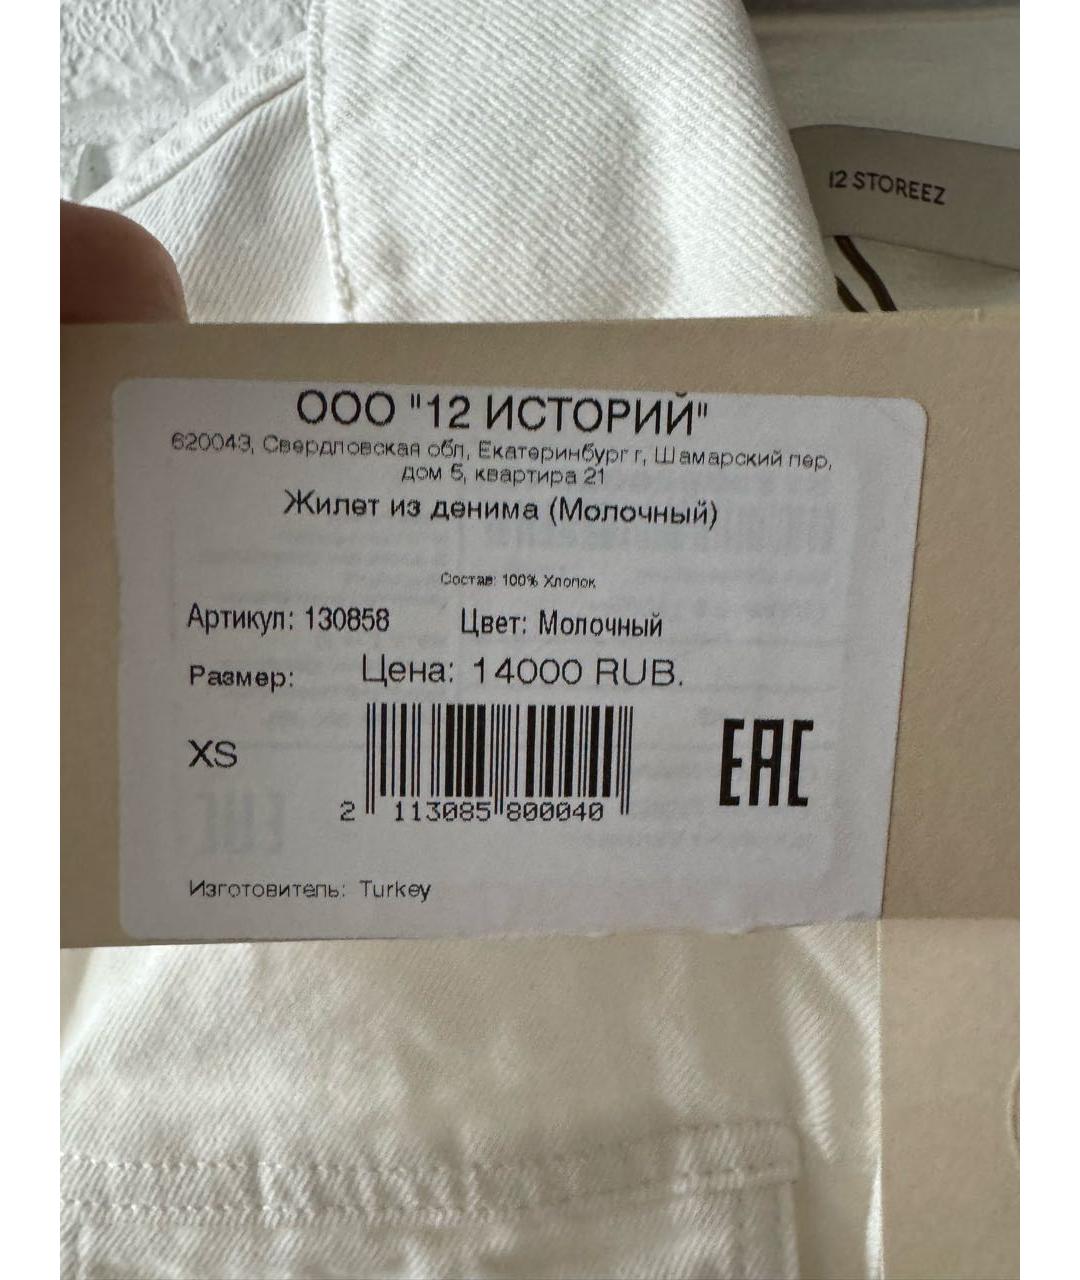 12 STOREEZ
ООО "12 ИСТОРИЙ"
620043, Свердловская обл, Екатеринбург г, Шамарский пер,
дом 5, квартира 21
Жилет из денима (Молочный)
Состав: 100% Хлопок
Артикул: 130858 Цвет: Молочный
Размер: Цена: 14000 RUB.
XS
EAC
2 113085 800040
Изготовитель: Turkey